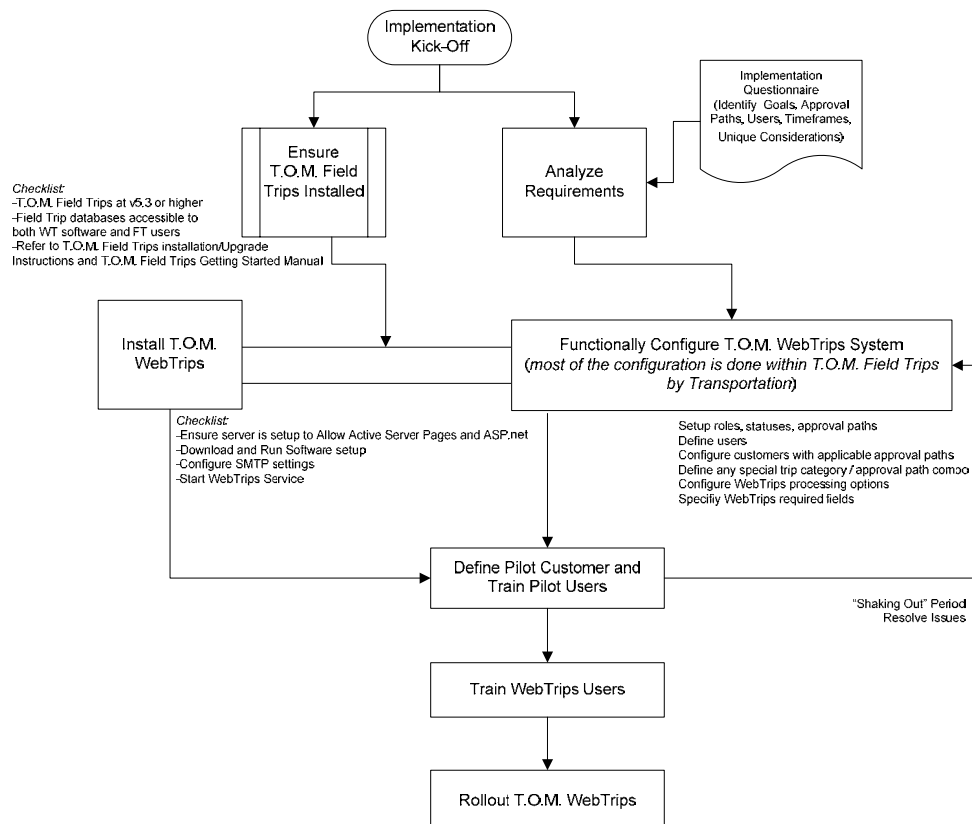 Implementation
Kick-Off
Implementation
Questionnaire
(Identify Goals, Approval
Paths, Users, Timeframes,
Unique Considerations)
Ensure
T.O.M. Field
Trips Installed
Analyze
Requirements
Checklist:
-T.O.M. Field Trips at v5.3 or higher
-Field Trip databases accessible to
both WT software and FT users
-Refer to T.O.M. Field Trips installation/Upgrade
Instructions and T.O.M. Field Trips Getting Started Manual
Install T.O.M.
WebTrips
Functionally Configure T.O.M. WebTrips System
(most of the configuration is done within T.O.M. Field Trips
by Transportation)
Checklist:
-Ensure server is setup to Allow Active Server Pages and ASP.net
-Download and Run Software setup
-Configure SMTP settings
-Start WebTrips Service
Setup roles, statuses, approval paths
Define users
Configure customers with applicable approval paths
Define any special trip category / approval path compo
Configure WebTrips processing options
Specifiy WebTrips required fields
Define Pilot Customer and
Train Pilot Users
"Shaking Out" Period
Resolve Issues
Train WebTrips Users
Rollout T.O.M. WebTrips